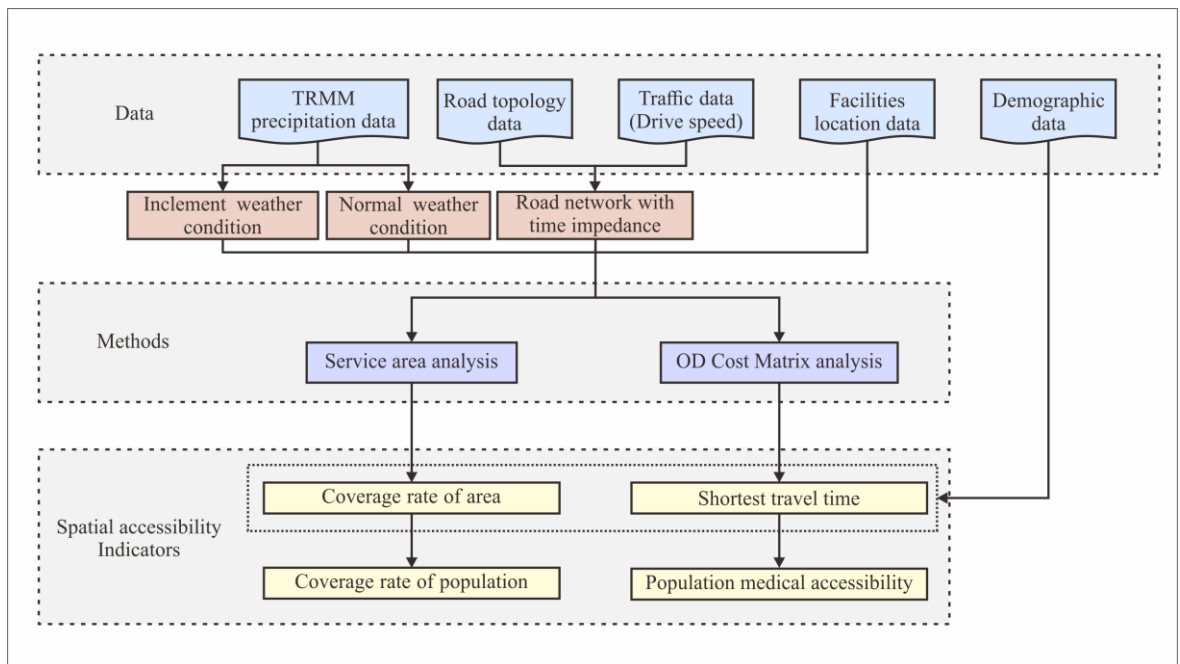 Data
TRMM
precipitation data
Road topology
data
Traffic data
(Drive speed)
Facilities
location data
Demographic
data
Inclement weather
condition
Normal weather
condition
Road network with
time impedance
Methods
Service area analysis
OD Cost Matrix analysis
Spatial accessibility
Indicators
Coverage rate of area
Shortest travel time
Coverage rate of population
Population medical accessibility